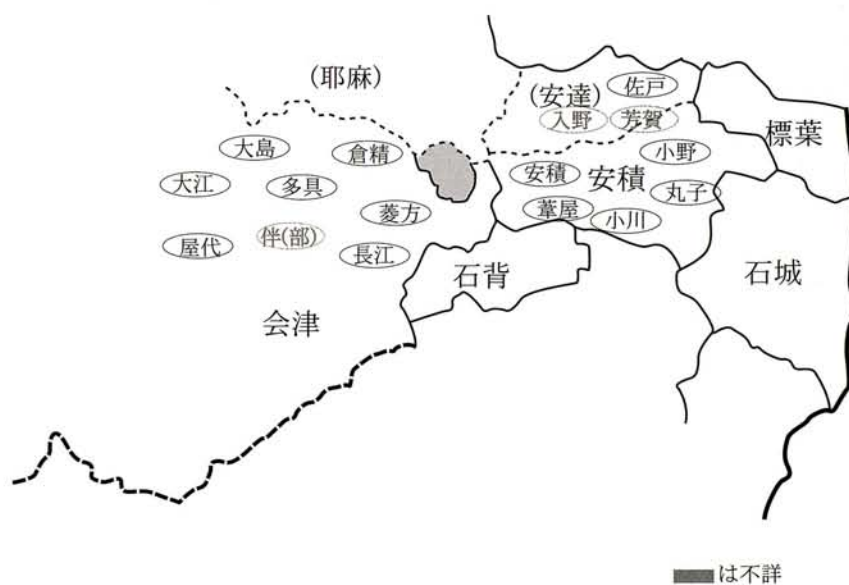 (耶麻)
大島
倉精
大江
多具
菱方
屋代
伴(部)
長江
会津
(安達)
佐戸
入野
芳賀
小野
安積
安積
丸子
葦屋
小川
石背
標葉
石城
は不詳